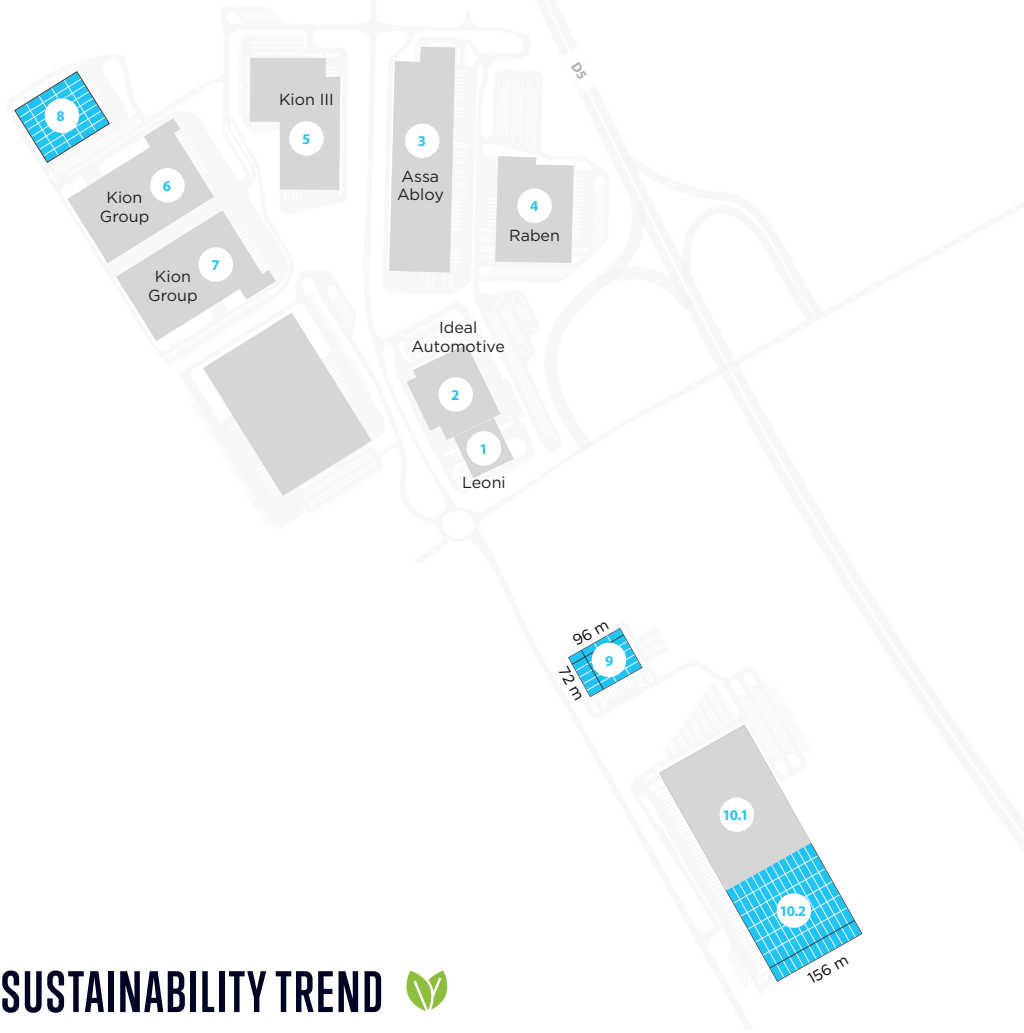 D5
8
Kion III
5
3
Assa
Abloy
6
Kion
Group
4
Raben
7
Kion
Group
Ideal
Automotive
2
1
Leoni
96 m
9
72 m
10.1
10.2
156 m
SUSTAINABILITY TREND